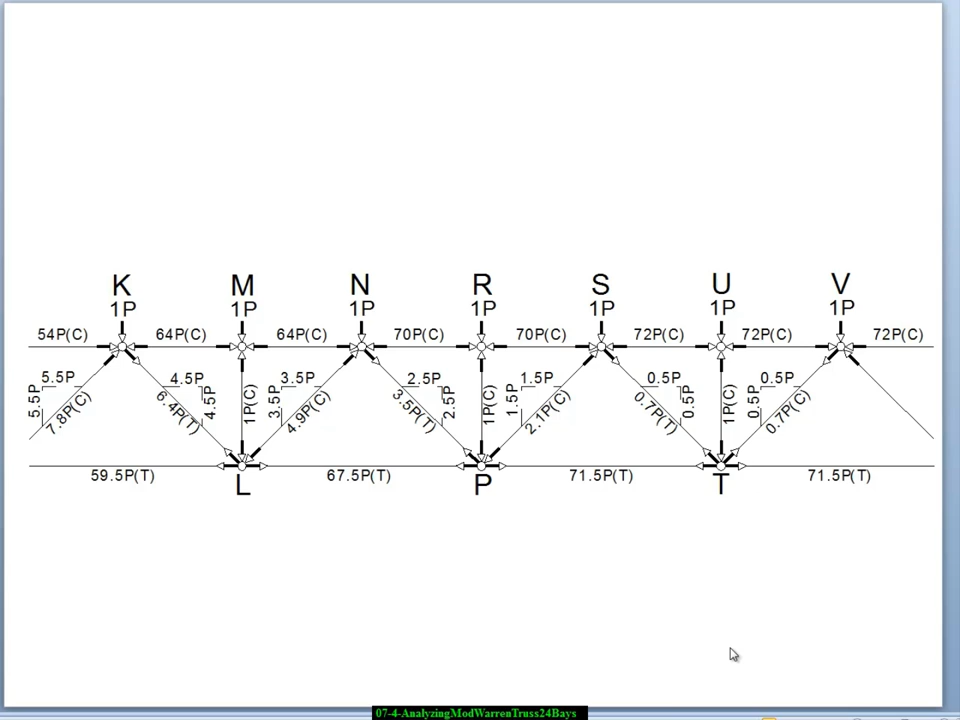 K M N R S U V
1P 1P 1P 1P 1P 1P 1P
54P(C) 64P(C) 64P(C) 70P(C) 70P(C) 72P(C) 72P(C) 72P(C)
5.5P 4.5P 3.5P 2.5P 1.5P 0.5P 0.5P
5.5P 7.8P(C) 6.4P(T) 4.5P 1P(C) 3.5P 4.9P(C) 3.5P(T) 2.5P 1P(C) 1.5P 2.1P(C) 0.7P(T) 0.5P 1P(C) 0.5P 0.7P(C)
59.5P(T) 67.5P(T) 71.5P(T) 71.5P(T)
L P T
07-4-AnalyzingModWarrenTruss24Bays